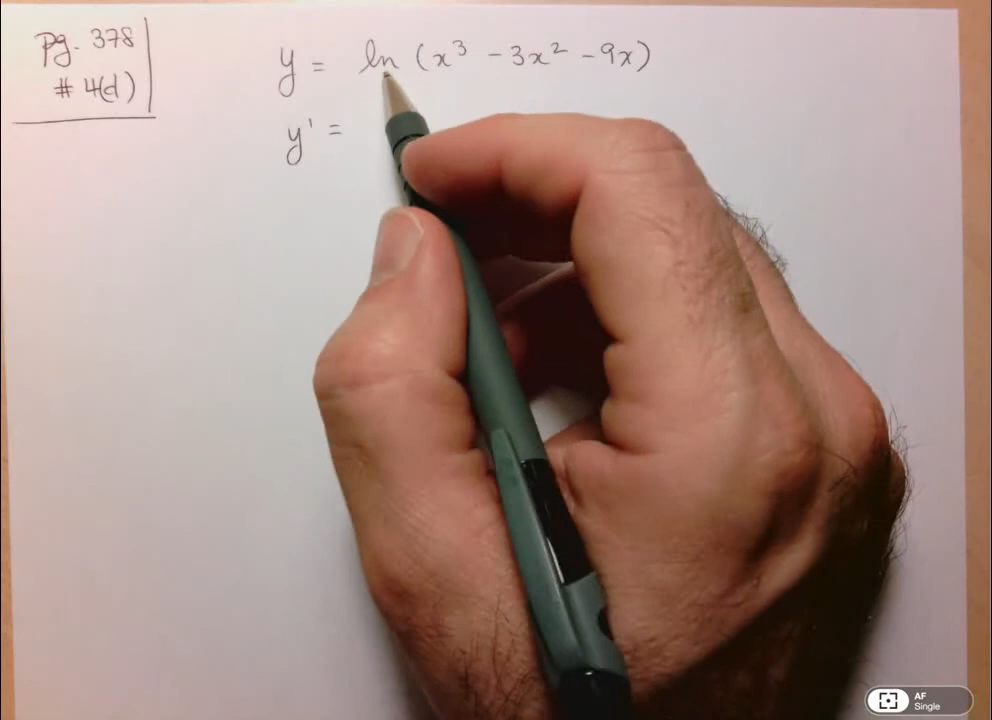 Pg. 378
# 4(d)
y = ln (x³ - 3x² - 9x)
y' =
AF
Single